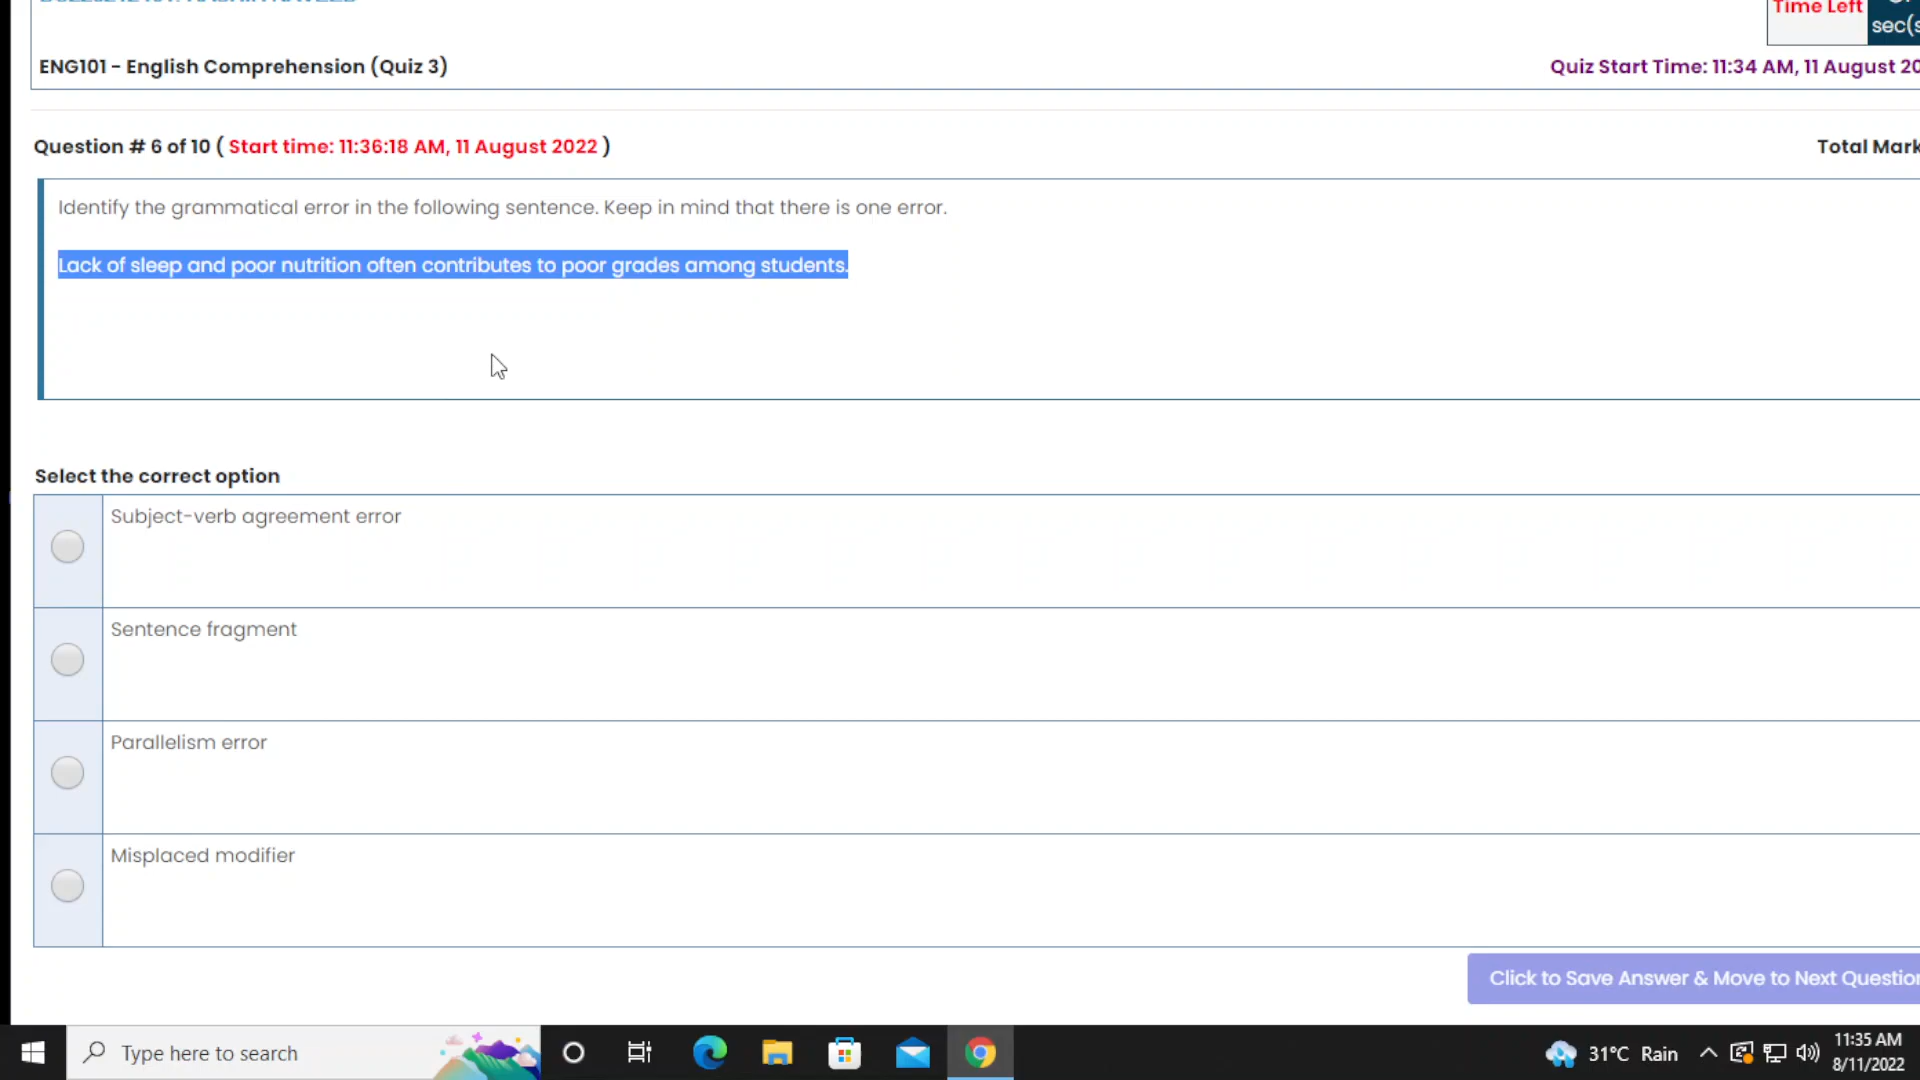 Time Left
sec(s
ENG101 - English Comprehension (Quiz 3)
Quiz Start Time: 11:34 AM, 11 August 20
Question # 6 of 10 ( Start time: 11:36:18 AM, 11 August 2022 )
Total Mark
Identify the grammatical error in the following sentence. Keep in mind that there is one error.
Lack of sleep and poor nutrition often contributes to poor grades among students.
Select the correct option
Subject-verb agreement error
Sentence fragment
Parallelism error
Misplaced modifier
Click to Save Answer & Move to Next Question
Type here to search
31°C Rain
11:35 AM
8/11/2022